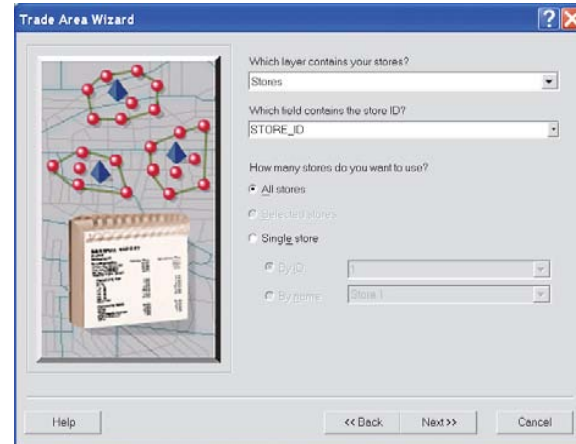 Trade Area Wizard
Which layer contains your stores?
Stores
Which field contains the store ID?
STORE_ID
How many stores do you want to use?
All stores
Selected stores
Single store
By ID
1
By name
Store 1
Help
<< Back
Next >>
Cancel